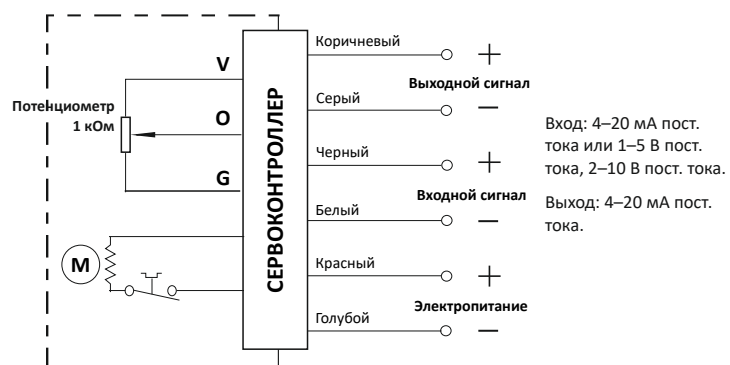 Коричневый
+
V
Выходной сигнал
Потенциометр
1 кОм
Серый
−
O
Вход: 4–20 мА пост.
тока или 1–5 В пост.
тока, 2–10 В пост. тока.
Черный
+
G
Входной сигнал
Выход: 4–20 мА пост.
тока.
Белый
−
СЕРВОКОНТРОЛЛЕР
M
Красный
+
Электропитание
Голубой
−